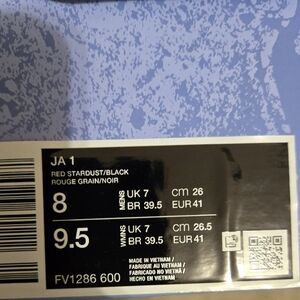 JA 1
RED STARDUST/BLACK
ROUGE GRAIN/NOIR
8 MENS UK 7 CM 26
BR 39.5 EUR 41
9.5 WMNS UK 7 CM 26.5
BR 39.5 EUR 41
MADE IN VIETNAM /
FABRIQUÉ AU VIETNAM /
FABRICADO NO VIETNÃ /
HECHO EN VIETNAM
FV1286 600